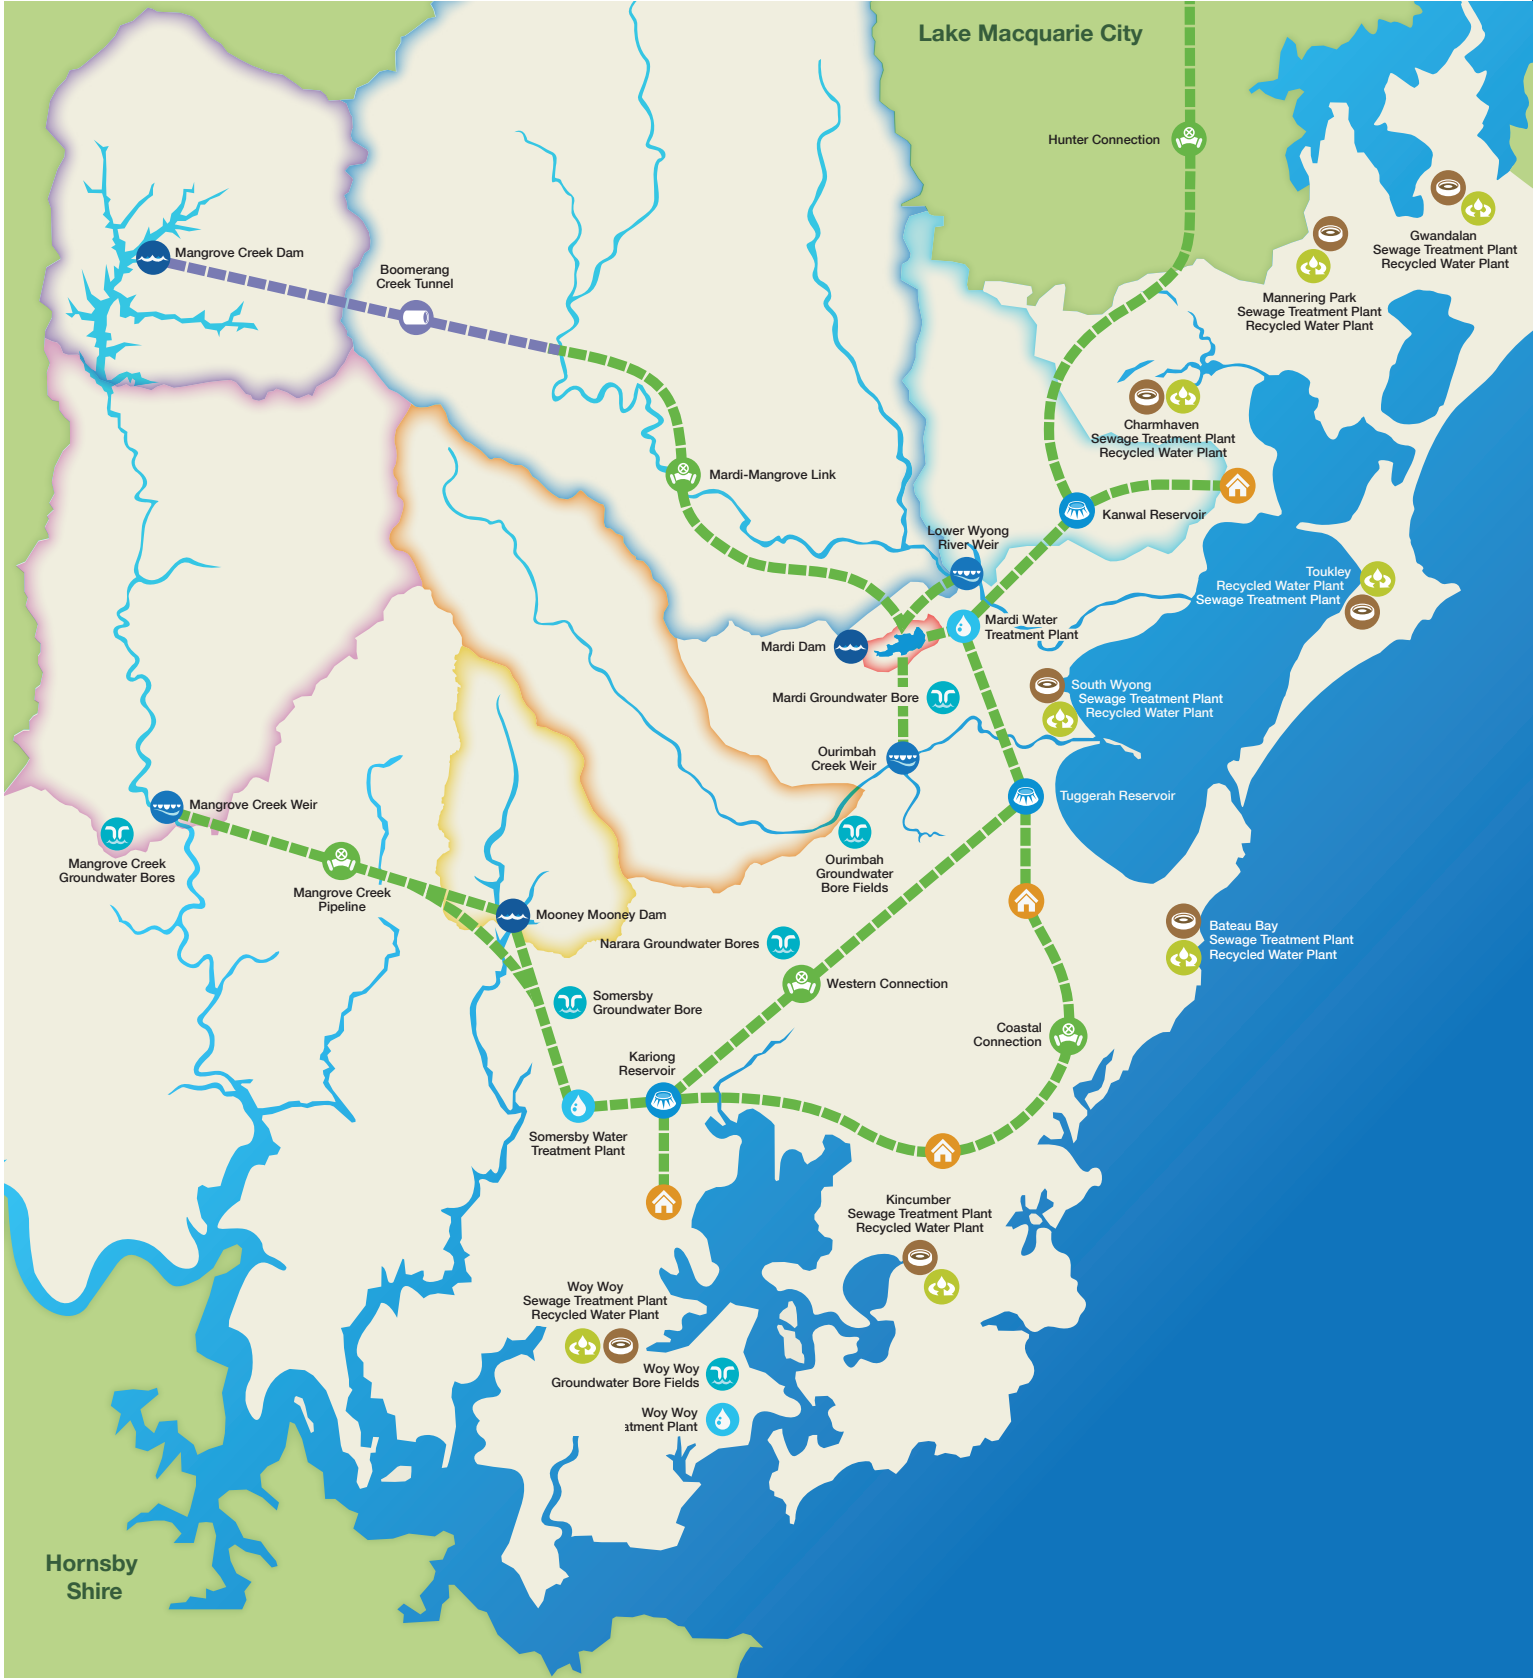 Lake Macquarie City
Hunter Connection
Gwandalan
Sewage Treatment Plant
Recycled Water Plant
Mannering Park
Sewage Treatment Plant
Recycled Water Plant
Mangrove Creek Dam
Boomerang
Creek Tunnel
Charmhaven
Sewage Treatment Plant
Recycled Water Plant
Mardi-Mangrove Link
Kanwal Reservoir
Lower Wyong
River Weir
Toukley
Recycled Water Plant
Sewage Treatment Plant
Mardi Water
Treatment Plant
Mardi Dam
South Wyong
Sewage Treatment Plant
Recycled Water Plant
Mardi Groundwater Bore
Ourimbah
Creek Weir
Tuggerah Reservoir
Mangrove Creek Weir
Mangrove Creek
Groundwater Bores
Ourimbah
Groundwater
Bore Fields
Mangrove Creek
Pipeline
Mooney Mooney Dam
Narara Groundwater Bores
Bateau Bay
Sewage Treatment Plant
Recycled Water Plant
Western Connection
Somersby
Groundwater Bore
Coastal
Connection
Kariong
Reservoir
Somersby Water
Treatment Plant
Kincumber
Sewage Treatment Plant
Recycled Water Plant
Woy Woy
Sewage Treatment Plant
Recycled Water Plant
Woy Woy
Groundwater Bore Fields
Woy Woy
atment Plant
Hornsby
Shire